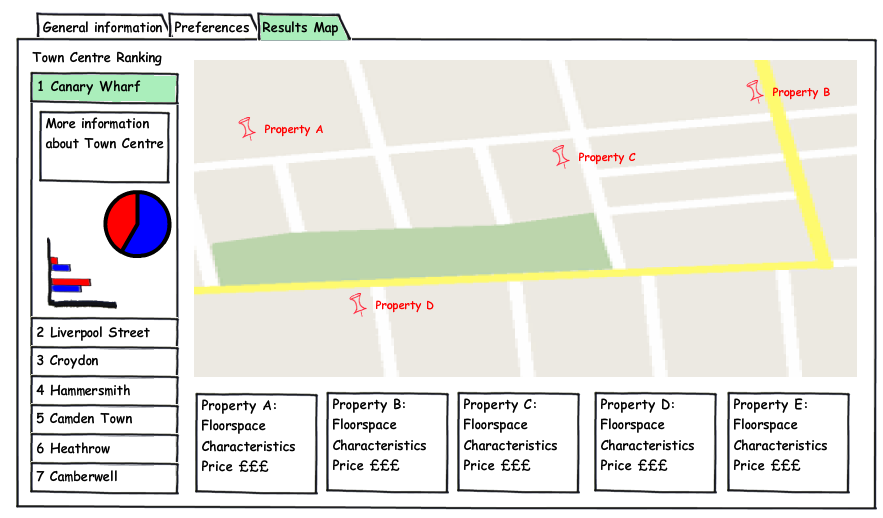 General information
Preferences
Results Map
Town Centre Ranking
1 Canary Wharf
More information
about Town Centre
2 Liverpool Street
3 Croydon
4 Hammersmith
5 Camden Town
6 Heathrow
7 Camberwell
Property A
Property B
Property C
Property D
Property A:
Floorspace
Characteristics
Price £££
Property B:
Floorspace
Characteristics
Price £££
Property C:
Floorspace
Characteristics
Price £££
Property D:
Floorspace
Characteristics
Price £££
Property E:
Floorspace
Characteristics
Price £££